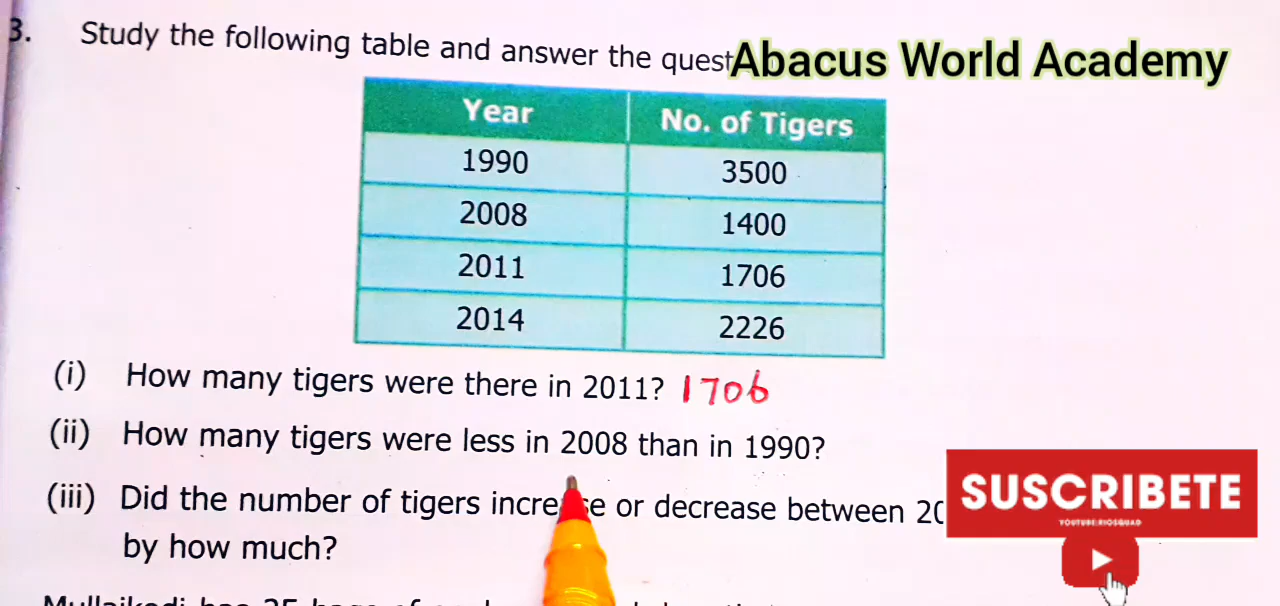 3. Study the following table and answer the quest
Abacus World Academy
Year No. of Tigers
1990 3500
2008 1400
2011 1706
2014 2226
(i) How many tigers were there in 2011? 1706
(ii) How many tigers were less in 2008 than in 1990?
(iii) Did the number of tigers incre e or decrease between 20
by how much?
SUSCRIBETE
YOUTUBE:RIOSQUAD